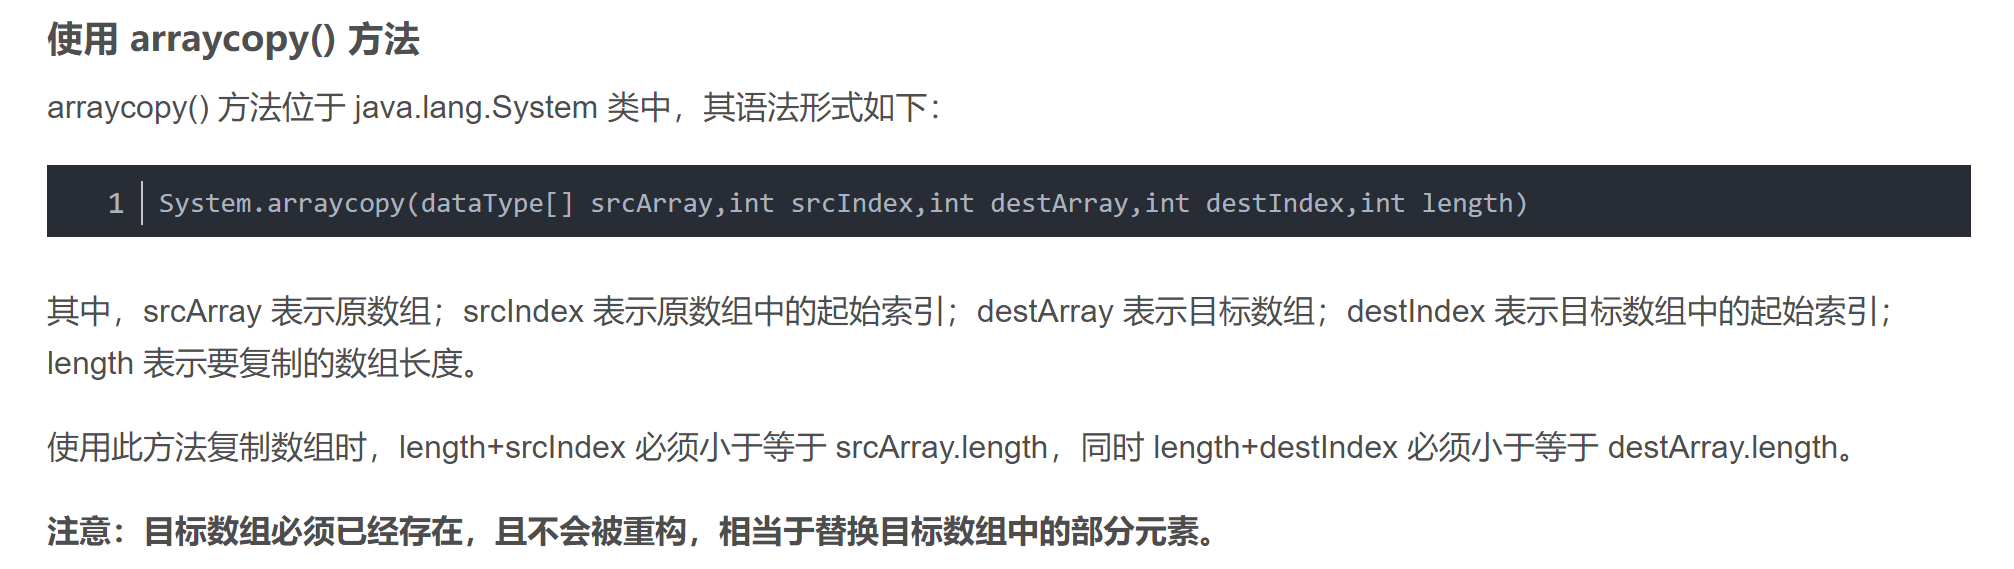 使用 arraycopy() 方法
arraycopy() 方法位于 java.lang.System 类中，其语法形式如下：
1 System.arraycopy(dataType[] srcArray,int srcIndex,int destArray,int destIndex,int length)
其中，srcArray 表示原数组；srcIndex 表示原数组中的起始索引；destArray 表示目标数组；destIndex 表示目标数组中的起始索引；
length 表示要复制的数组长度。
使用此方法复制数组时，length+srcIndex 必须小于等于 srcArray.length，同时 length+destIndex 必须小于等于 destArray.length。
注意：目标数组必须已经存在，且不会被重构，相当于替换目标数组中的部分元素。